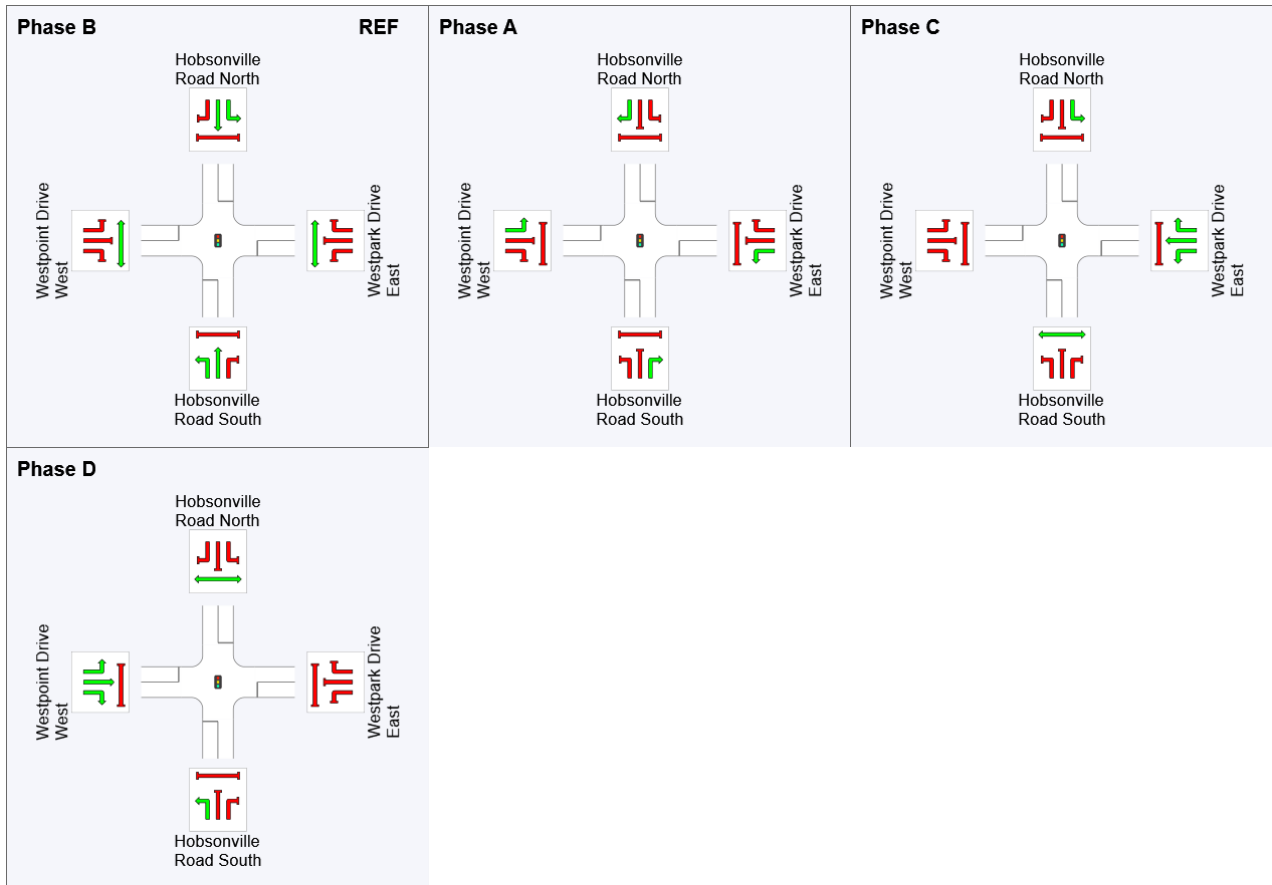 Phase B
REF
Hobsonville
Road North
Westpoint Drive
West
Westpark Drive
East
Hobsonville
Road South
Phase A
Hobsonville
Road North
Westpoint Drive
West
Westpark Drive
East
Hobsonville
Road South
Phase C
Hobsonville
Road North
Westpoint Drive
West
Westpark Drive
East
Hobsonville
Road South
Phase D
Hobsonville
Road North
Westpoint Drive
West
Westpark Drive
East
Hobsonville
Road South